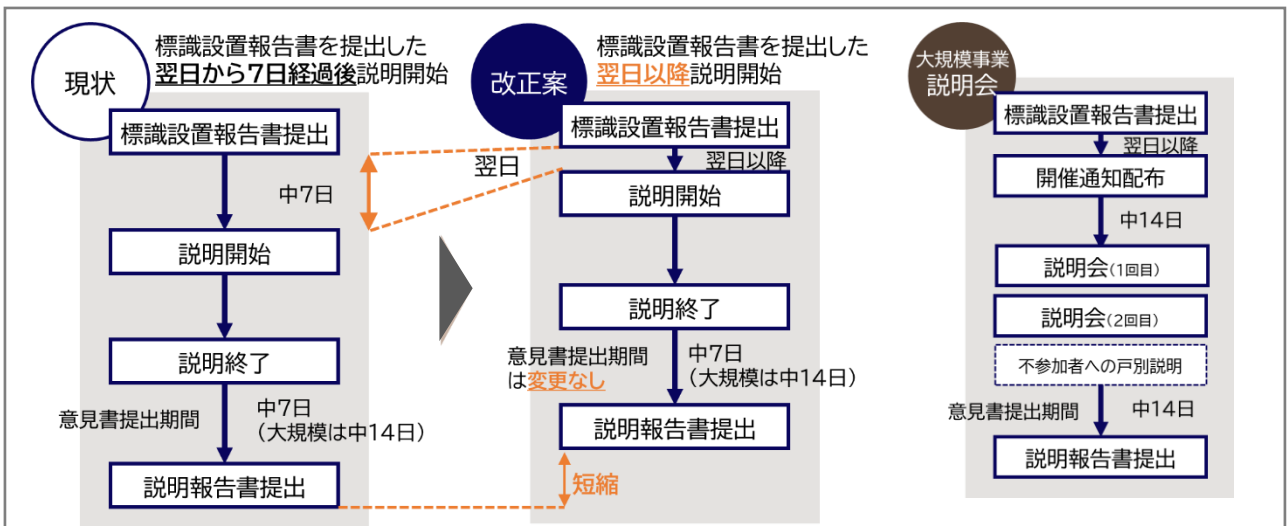 現状
標識設置報告書を提出した
翌日から7日経過後説明開始
標識設置報告書提出
中7日
説明開始
説明終了
意見書提出期間
中7日
(大規模は中14日)
説明報告書提出
改正案
標識設置報告書を提出した
翌日以降説明開始
標識設置報告書提出
翌日
翌日以降
説明開始
説明終了
意見書提出期間
は変更なし
中7日
(大規模は中14日)
説明報告書提出
短縮
大規模事業
説明会
標識設置報告書提出
翌日以降
開催通知配布
中14日
説明会(1回目)
説明会(2回目)
不参加者への戸別説明
意見書提出期間
中14日
説明報告書提出